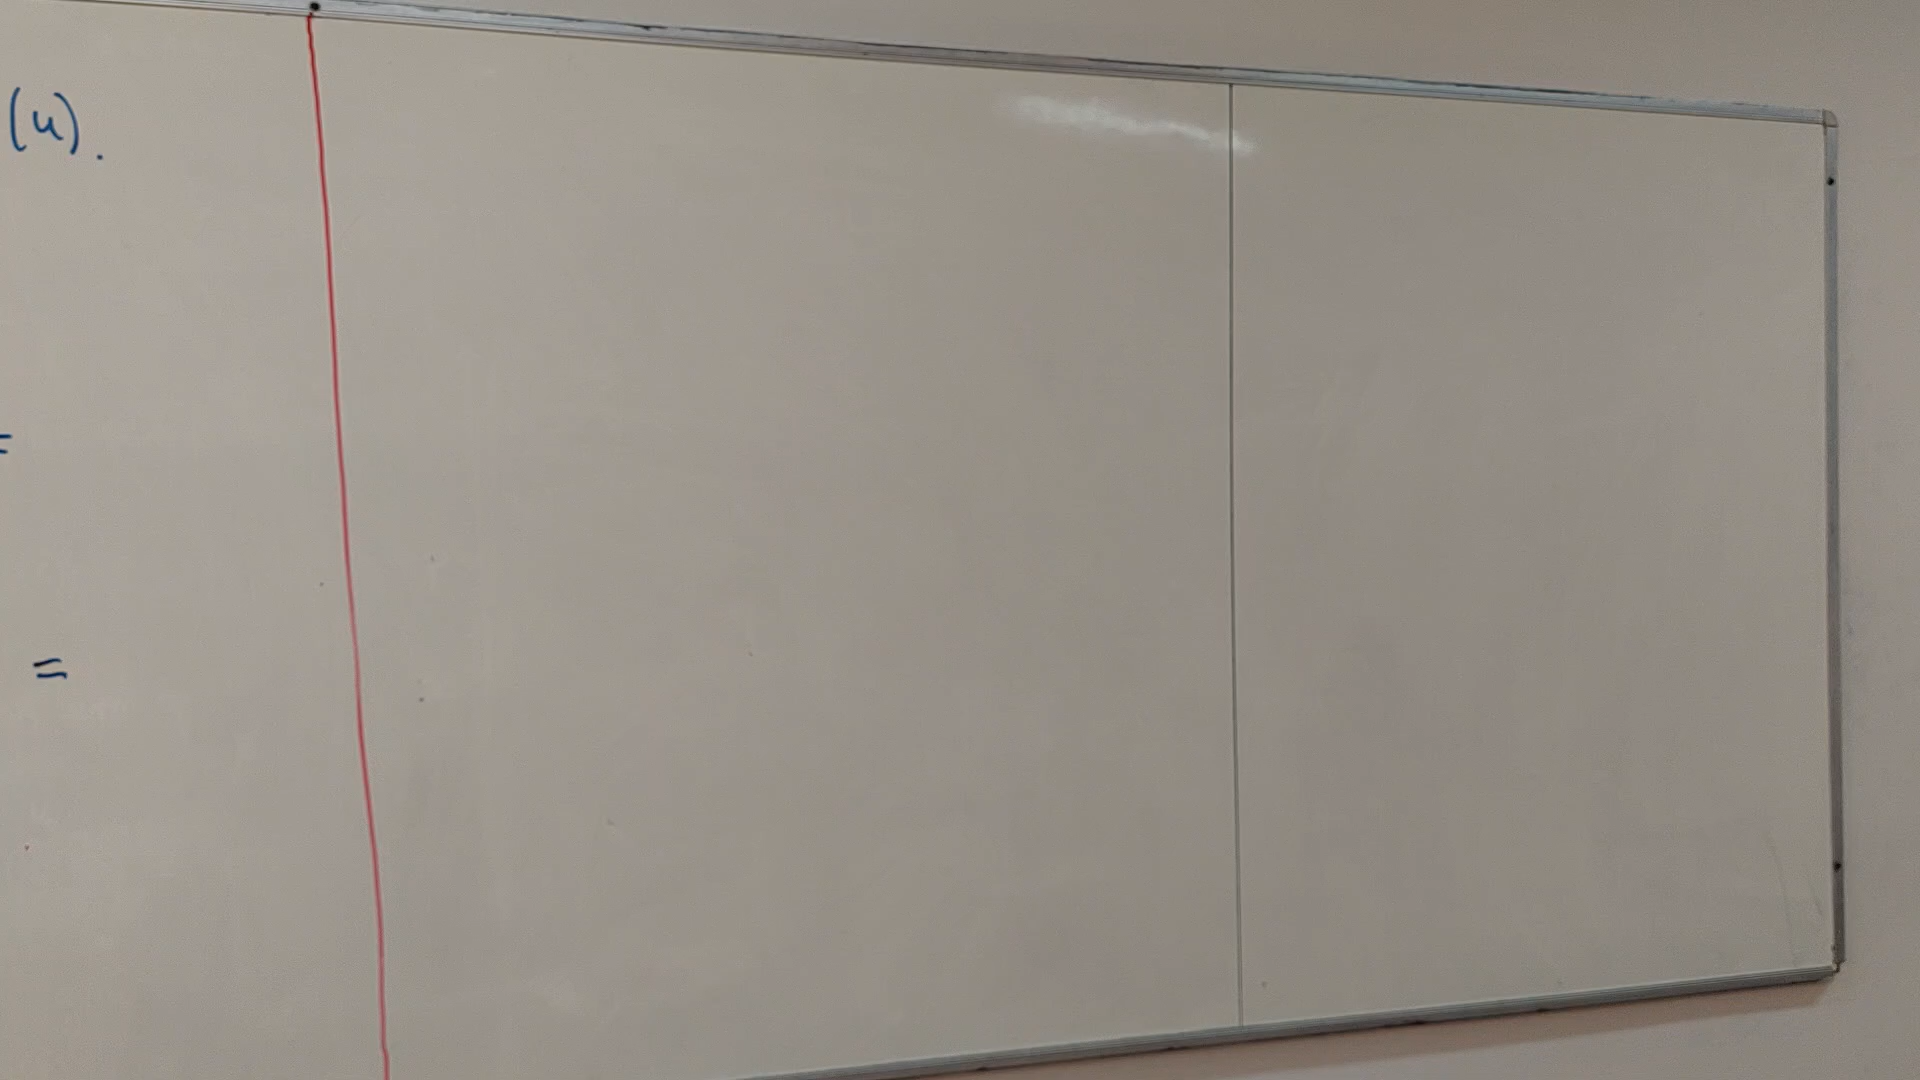 (u).
=
=